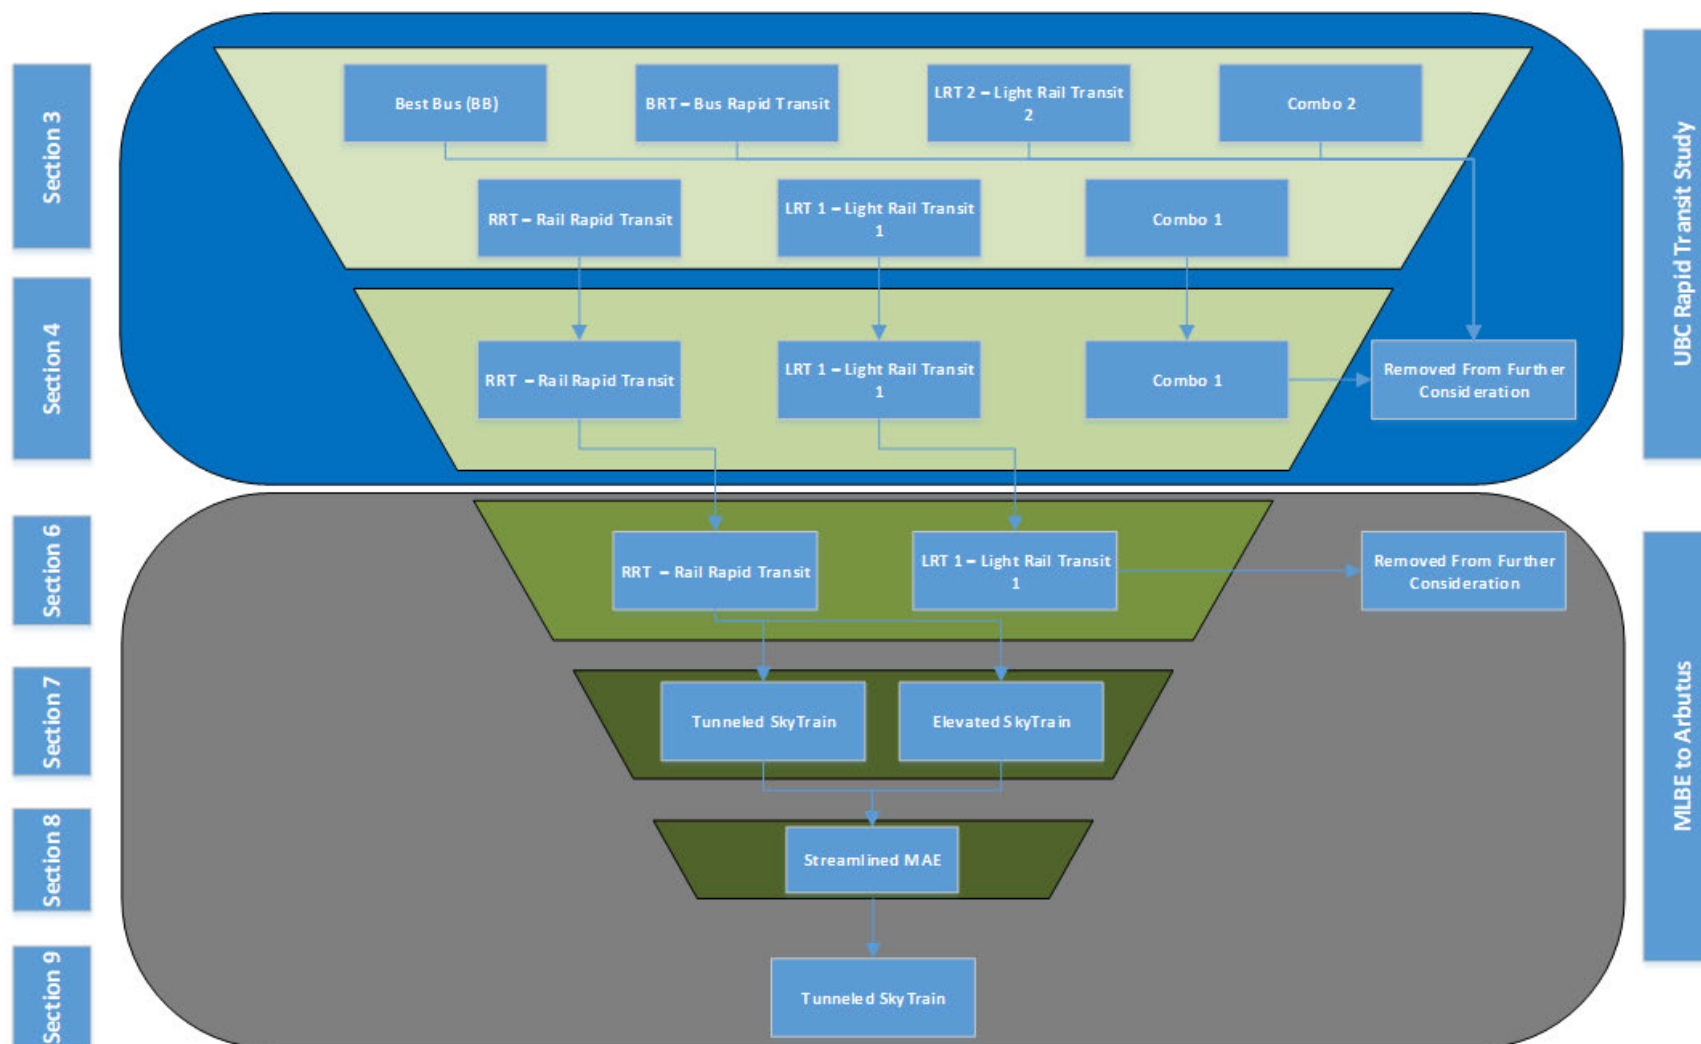 Section 3
Best Bus (BB)
BRT – Bus Rapid Transit
LRT 2 – Light Rail Transit
2
Combo 2
RRT – Rail Rapid Transit
LRT 1 – Light Rail Transit
1
Combo 1
UBC Rapid Transit Study
Section 4
RRT – Rail Rapid Transit
LRT 1 – Light Rail Transit
1
Combo 1
Removed From Further
Consideration
Section 6
RRT – Rail Rapid Transit
LRT 1 – Light Rail Transit
1
Removed From Further
Consideration
MLBE to Arbutus
Section 7
Tunneled SkyTrain
Elevated SkyTrain
Section 8
Streamlined MAE
Section 9
Tunneled SkyTrain